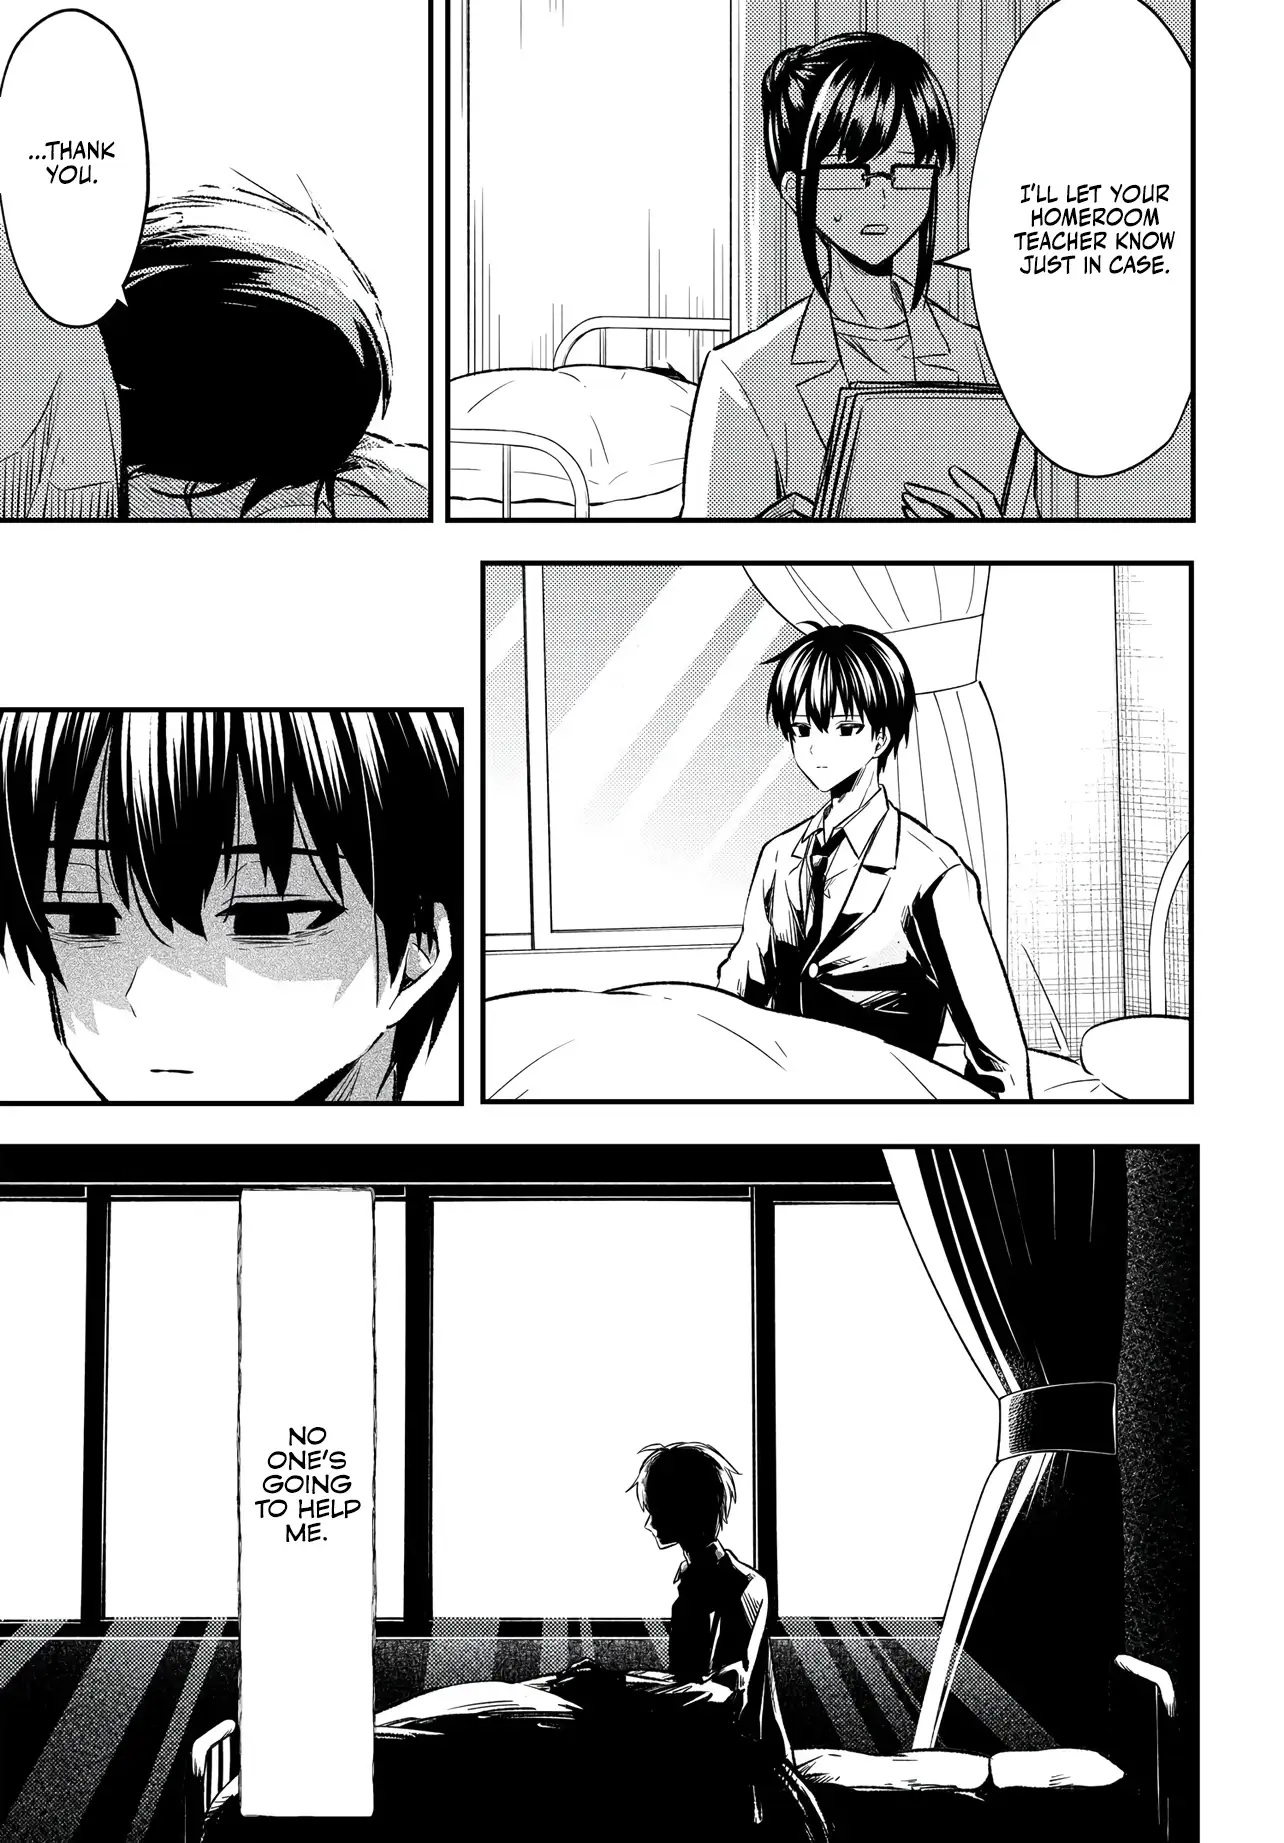 I'LL LET YOUR
HOMEROOM
TEACHER KNOW
JUST IN CASE.
...THANK
YOU.
NO
ONE'S
GOING
TO HELP
ME.